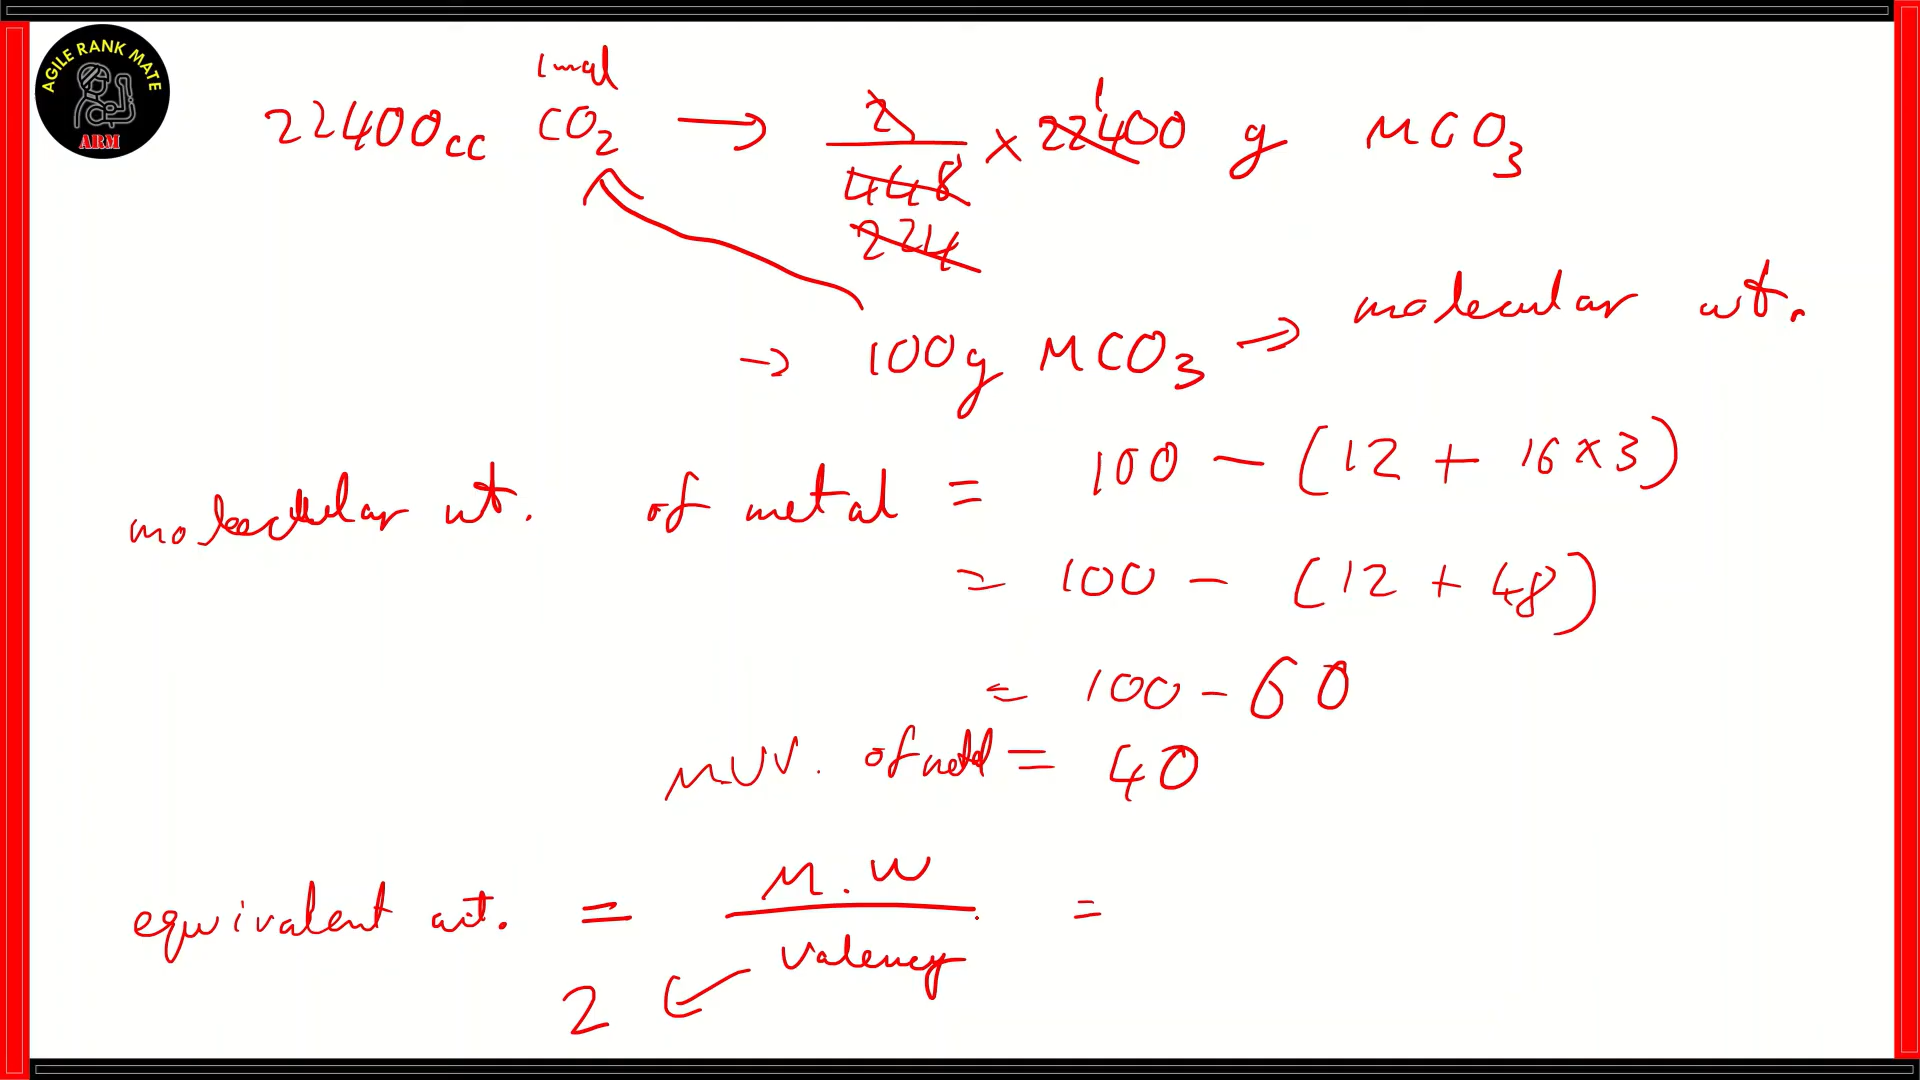 AGILE RANK MATE
ARM
1 mol
22400cc CO2 → 2/448 × 22400 g MCO3
224
1
→ 100g MCO3 ⇒ molecular wt.
molecular wt. of metal = 100 − (12 + 16×3)
= 100 − (12 + 48)
= 100 − 60
M.W. of metal = 40
equivalent wt. = M.W / valency =
2 ←